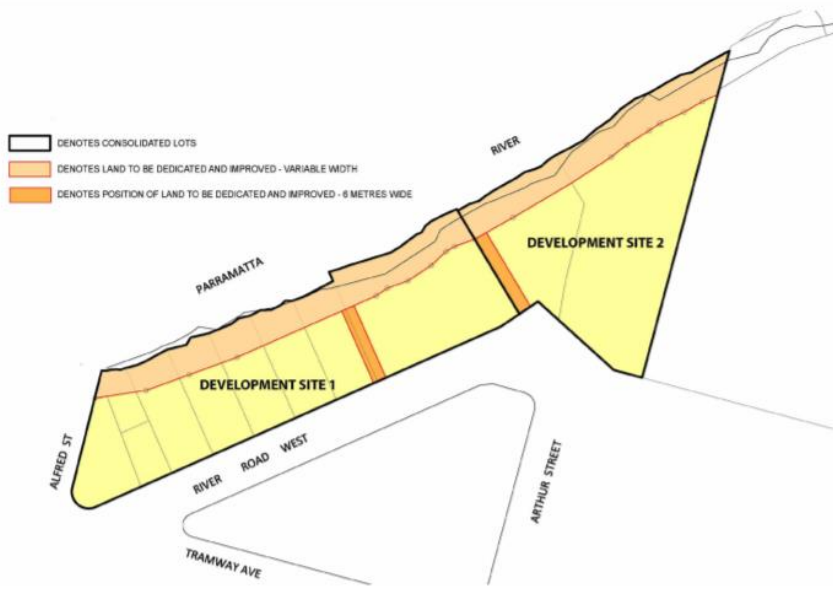 DENOTES CONSOLIDATED LOTS
DENOTES LAND TO BE DEDICATED AND IMPROVED - VARIABLE WIDTH
DENOTES POSITION OF LAND TO BE DEDICATED AND IMPROVED - 6 METRES WIDE
RIVER
PARRAMATTA
DEVELOPMENT SITE 2
DEVELOPMENT SITE 1
ALFRED ST
RIVER ROAD WEST
ARTHUR STREET
TRAMWAY AVE